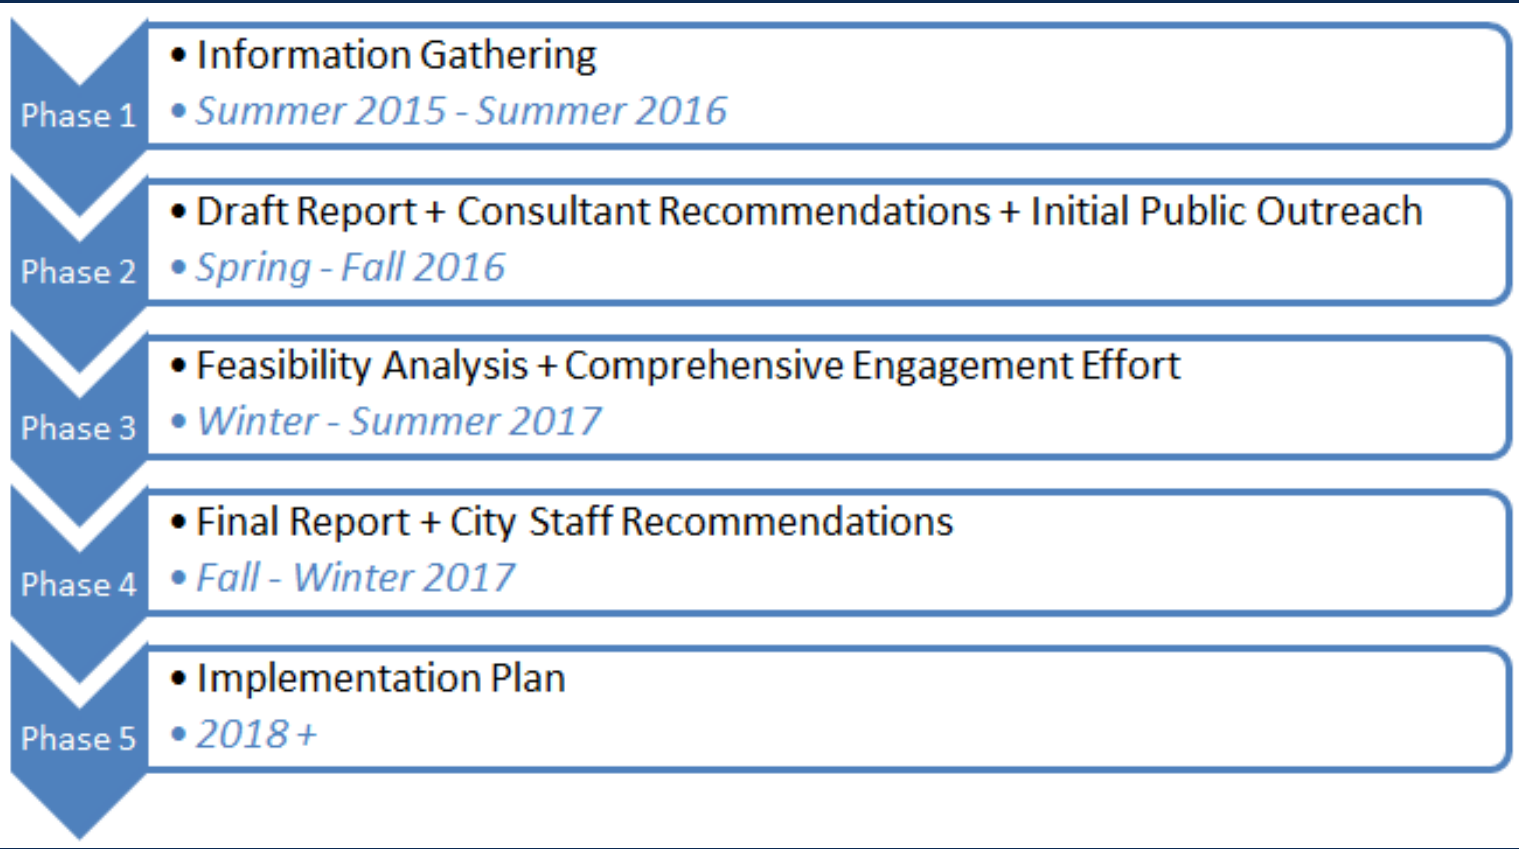 Phase 1
• Information Gathering
• Summer 2015 - Summer 2016
Phase 2
• Draft Report + Consultant Recommendations + Initial Public Outreach
• Spring - Fall 2016
Phase 3
• Feasibility Analysis + Comprehensive Engagement Effort
• Winter - Summer 2017
Phase 4
• Final Report + City Staff Recommendations
• Fall - Winter 2017
Phase 5
• Implementation Plan
• 2018 +